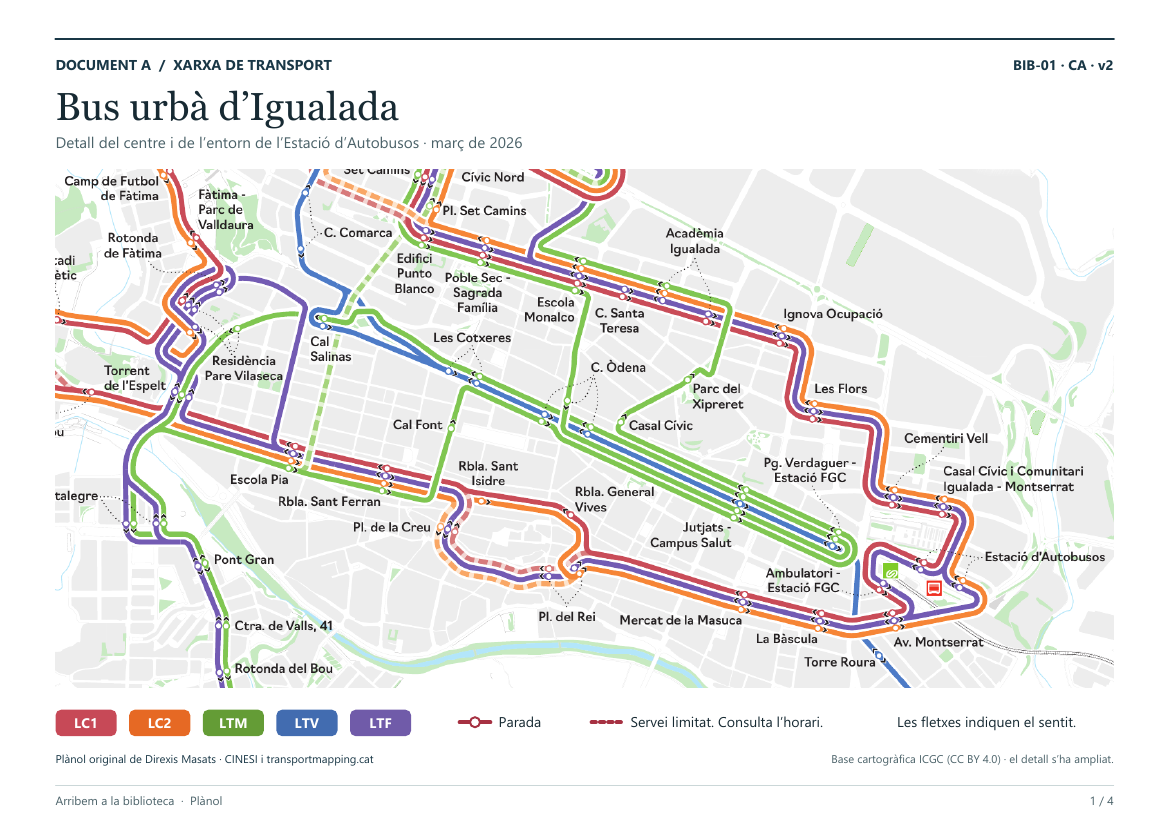 DOCUMENT A / XARXA DE TRANSPORT
BIB-01 · CA · v2
Bus urbà d’Igualada
Detall del centre i de l’entorn de l’Estació d’Autobusos · març de 2026
Set Camins
Cívic Nord
Camp de Futbol
de Fàtima
Fàtima -
Parc de
Valldaura
Pl. Set Camins
C. Comarca
Acadèmia
Igualada
Rotonda
de Fàtima
Edifici
Punto
Blanco
Poble Sec -
Sagrada
Família
Escola
Monalco
C. Santa
Teresa
Ignova Ocupació
Cal
Salinas
Les Cotxeres
Residència
Pare Vilaseca
Torrent
de l'Espelt
C. Òdena
Parc del
Xipreret
Les Flors
Cal Font
Casal Cívic
Cementiri Vell
Escola Pia
Rbla. Sant
Isidre
Pg. Verdaguer -
Estació FGC
Casal Cívic i Comunitari
Igualada - Montserrat
talegre
Rbla. Sant Ferran
Rbla. General
Vives
Pl. de la Creu
Jutjats -
Campus Salut
Pont Gran
Estació d'Autobusos
Ambulatori -
Estació FGC
Pl. del Rei
Mercat de la Masuca
Ctra. de Valls, 41
La Bàscula
Av. Montserrat
Torre Roura
Rotonda del Bou
LC1
LC2
LTM
LTV
LTF
Parada
Servei limitat. Consulta l’horari.
Les fletxes indiquen el sentit.
Plànol original de Direxis Masats · CINESI i transportmapping.cat
Base cartogràfica ICGC (CC BY 4.0) · el detall s’ha ampliat.
Arribem a la biblioteca · Plànol
1 / 4